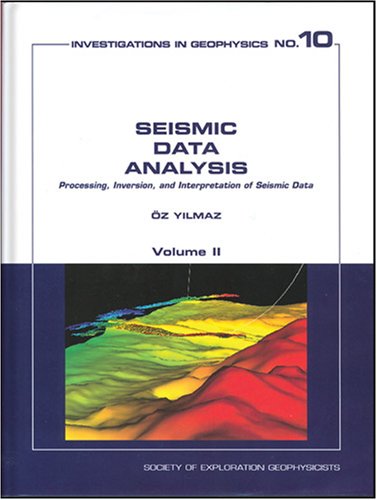 INVESTIGATIONS IN GEOPHYSICS NO.10
SEISMIC
DATA
ANALYSIS
Processing, Inversion, and Interpretation of Seismic Data
ÖZ YILMAZ
Volume II
SOCIETY OF EXPLORATION GEOPHYSICISTS